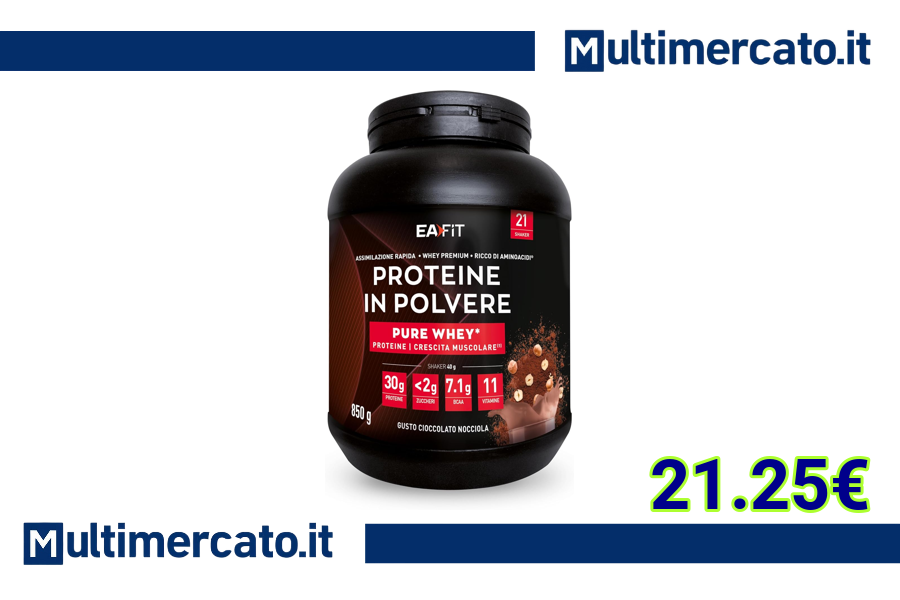 Multimercato.it
EAFIT
21
SHAKER
ASSIMILAZIONE RAPIDA • WHEY PREMIUM • RICCO DI AMINOACIDI*
PROTEINE
IN POLVERE
PURE WHEY*
PROTEINE | CRESCITA MUSCOLARE(1)
SHAKER 40 g
30g <2g 7.1g 11
PROTEINE ZUCCHERI BCAA VITAMINE
850 g
GUSTO CIOCCOLATO NOCCIOLA
21.25€
Multimercato.it